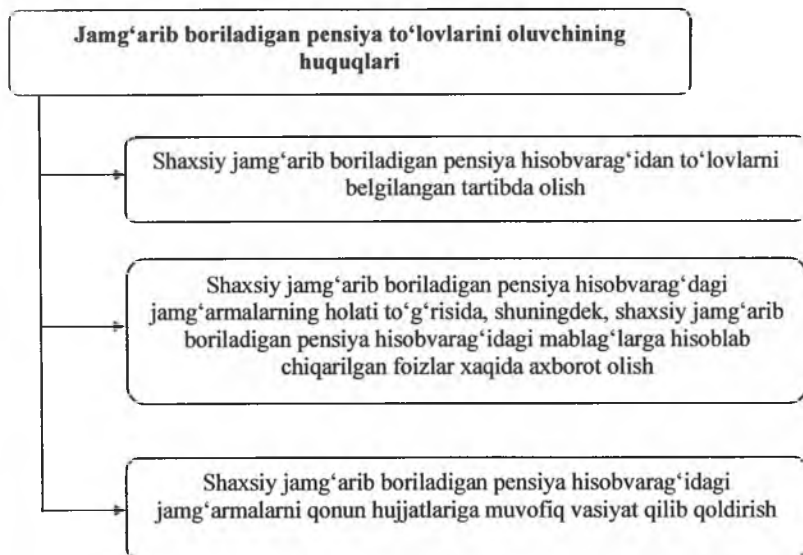 Jamg‘arib boriladigan pensiya to‘lovlarini oluvchining
huquqlari
Shaxsiy jamg‘arib boriladigan pensiya hisobvarag‘idan to‘lovlarni
belgilangan tartibda olish
Shaxsiy jamg‘arib boriladigan pensiya hisobvarag‘dagi
jamg‘armalarning holati to‘g‘risida, shuningdek, shaxsiy jamg‘arib
boriladigan pensiya hisobvarag‘idagi mablag‘larga hisoblab
chiqarilgan foizlar xaqida axborot olish
Shaxsiy jamg‘arib boriladigan pensiya hisobvarag‘idagi
jamg‘armalarni qonun hujjatlariga muvofiq vasiyat qilib qoldirish